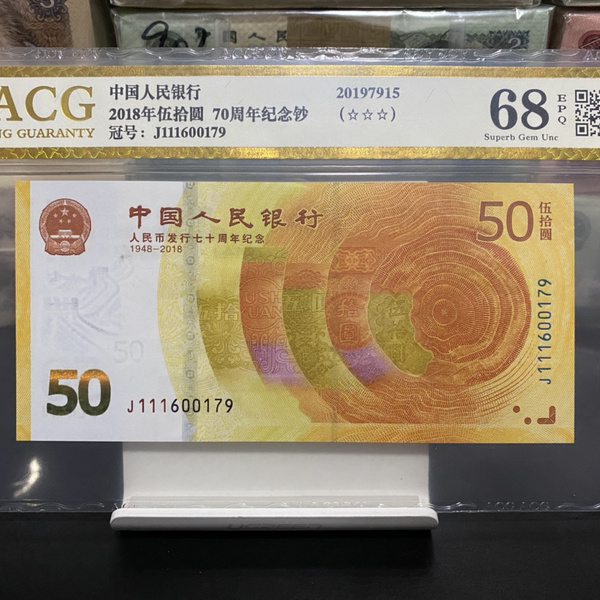 ACG
NG GUARANTY
中国人民银行
2018年伍拾圆 70周年纪念钞
冠号: J111600179
20197915
(☆☆☆)
68
EPQ
Superb Gem Unc
中国人民银行
人民币发行七十周年纪念
1948-2018
50
伍拾圆
50
50
J111600179
J111600179